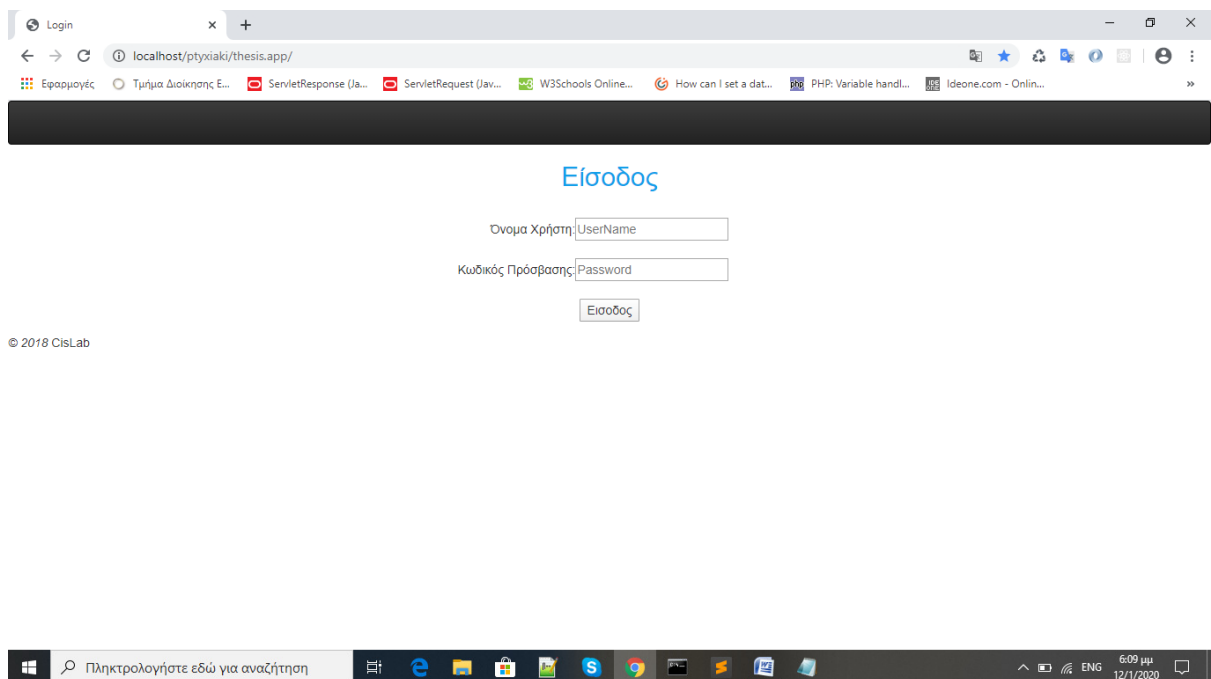 Login
localhost/ptyxiaki/thesis.app/
Εφαρμογές Τμήμα Διοίκησης Ε... ServletResponse (Ja... ServletRequest (Jav... W3Schools Online... How can I set a dat... PHP: Variable handl... Ideone.com - Onlin...
Είσοδος
Όνομα Χρήστη: UserName
Κωδικός Πρόσβασης: Password
Εισοδος
© 2018 CisLab
Πληκτρολογήστε εδώ για αναζήτηση
ENG
6:09 μμ
12/1/2020